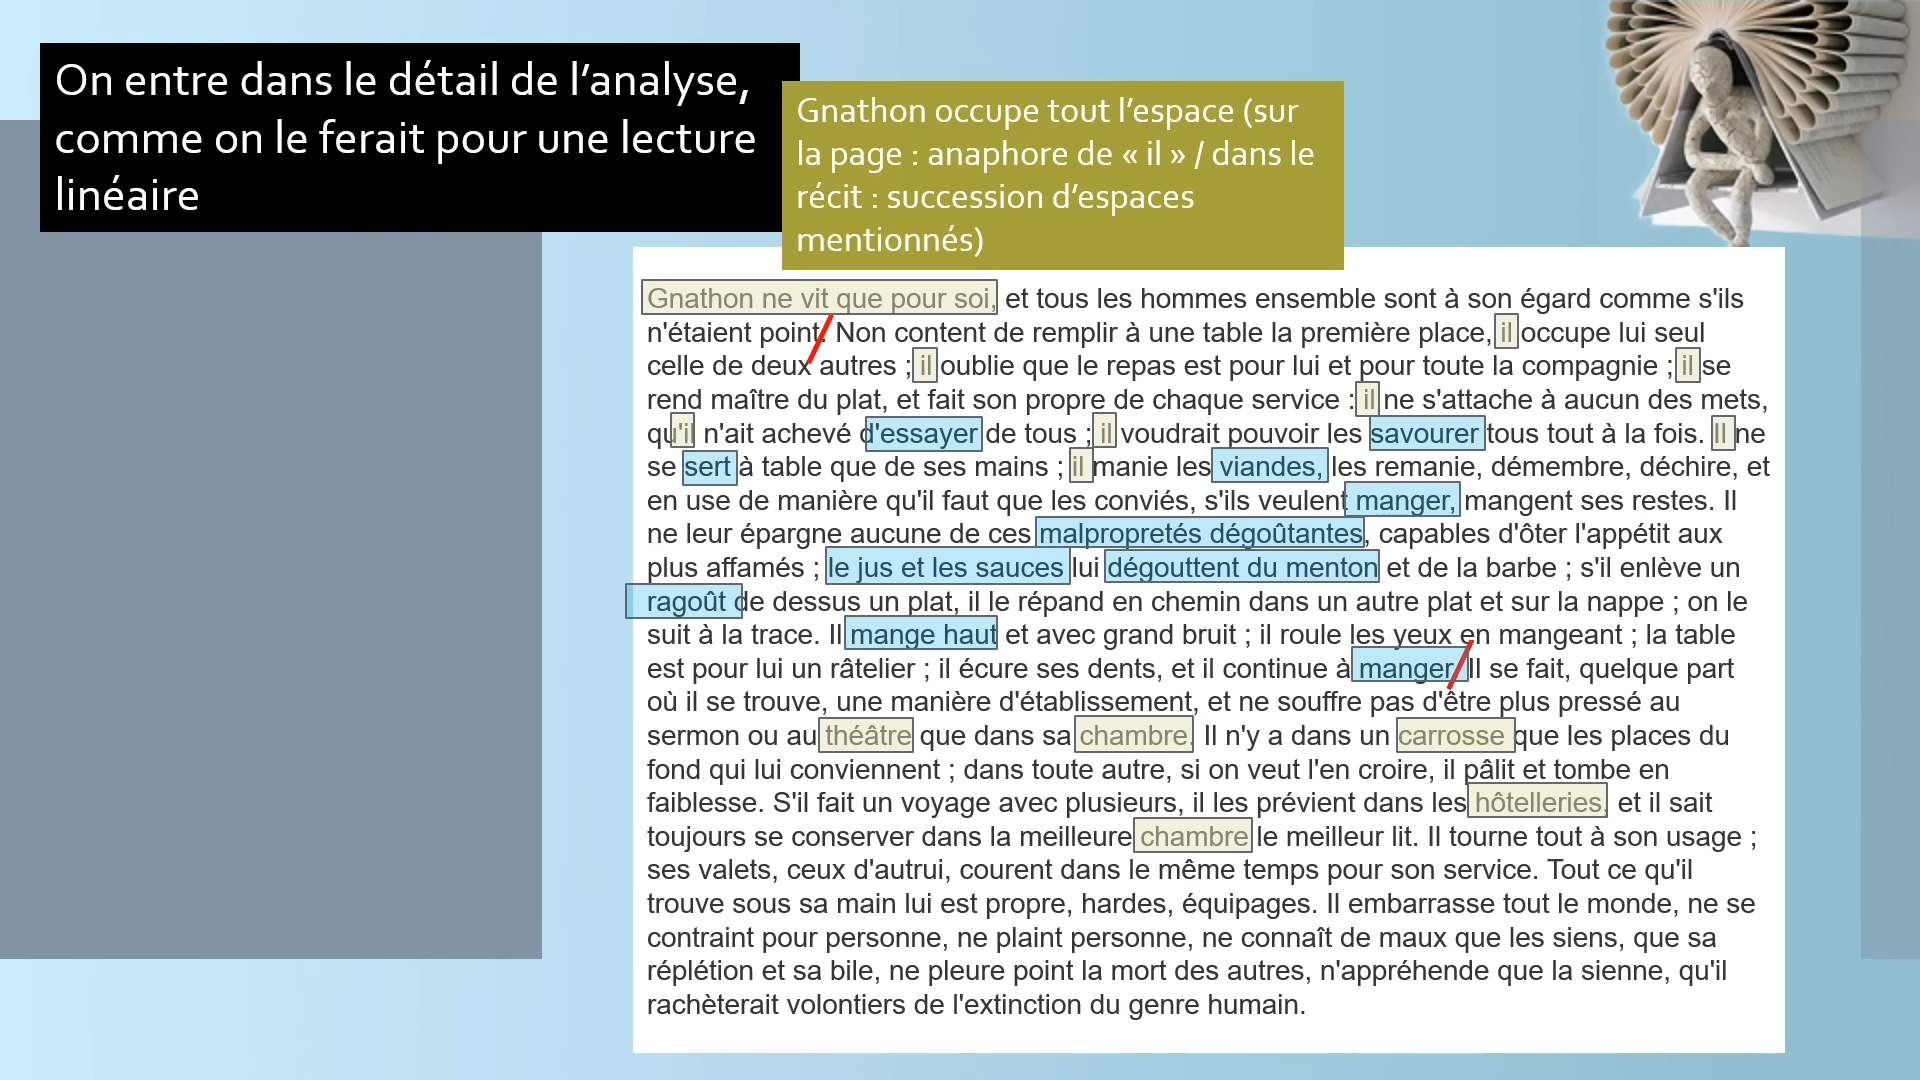 On entre dans le détail de l'analyse,
comme on le ferait pour une lecture
linéaire
Gnathon occupe tout l'espace (sur
la page : anaphore de « il » / dans le
récit : succession d'espaces
mentionnés)
Gnathon ne vit que pour soi, et tous les hommes ensemble sont à son égard comme s'ils
n'étaient point. Non content de remplir à une table la première place, il occupe lui seul
celle de deux autres ; il oublie que le repas est pour lui et pour toute la compagnie ; il se
rend maître du plat, et fait son propre de chaque service : il ne s'attache à aucun des mets,
qu'il n'ait achevé d'essayer de tous ; il voudrait pouvoir les savourer tous tout à la fois. Il ne
se sert à table que de ses mains ; il manie les viandes, les remanie, démembre, déchire, et
en use de manière qu'il faut que les conviés, s'ils veulent manger, mangent ses restes. Il
ne leur épargne aucune de ces malpropretés dégoûtantes, capables d'ôter l'appétit aux
plus affamés ; le jus et les sauces lui dégouttent du menton et de la barbe ; s'il enlève un
ragoût de dessus un plat, il le répand en chemin dans un autre plat et sur la nappe ; on le
suit à la trace. Il mange haut et avec grand bruit ; il roule les yeux en mangeant ; la table
est pour lui un râtelier ; il écure ses dents, et il continue à manger. Il se fait, quelque part
où il se trouve, une manière d'établissement, et ne souffre pas d'être plus pressé au
sermon ou au théâtre que dans sa chambre. Il n'y a dans un carrosse que les places du
fond qui lui conviennent ; dans toute autre, si on veut l'en croire, il pâlit et tombe en
faiblesse. S'il fait un voyage avec plusieurs, il les prévient dans les hôtelleries, et il sait
toujours se conserver dans la meilleure chambre le meilleur lit. Il tourne tout à son usage ;
ses valets, ceux d'autrui, courent dans le même temps pour son service. Tout ce qu'il
trouve sous sa main lui est propre, hardes, équipages. Il embarrasse tout le monde, ne se
contraint pour personne, ne plaint personne, ne connaît de maux que les siens, que sa
réplétion et sa bile, ne pleure point la mort des autres, n'appréhende que la sienne, qu'il
rachèterait volontiers de l'extinction du genre humain.